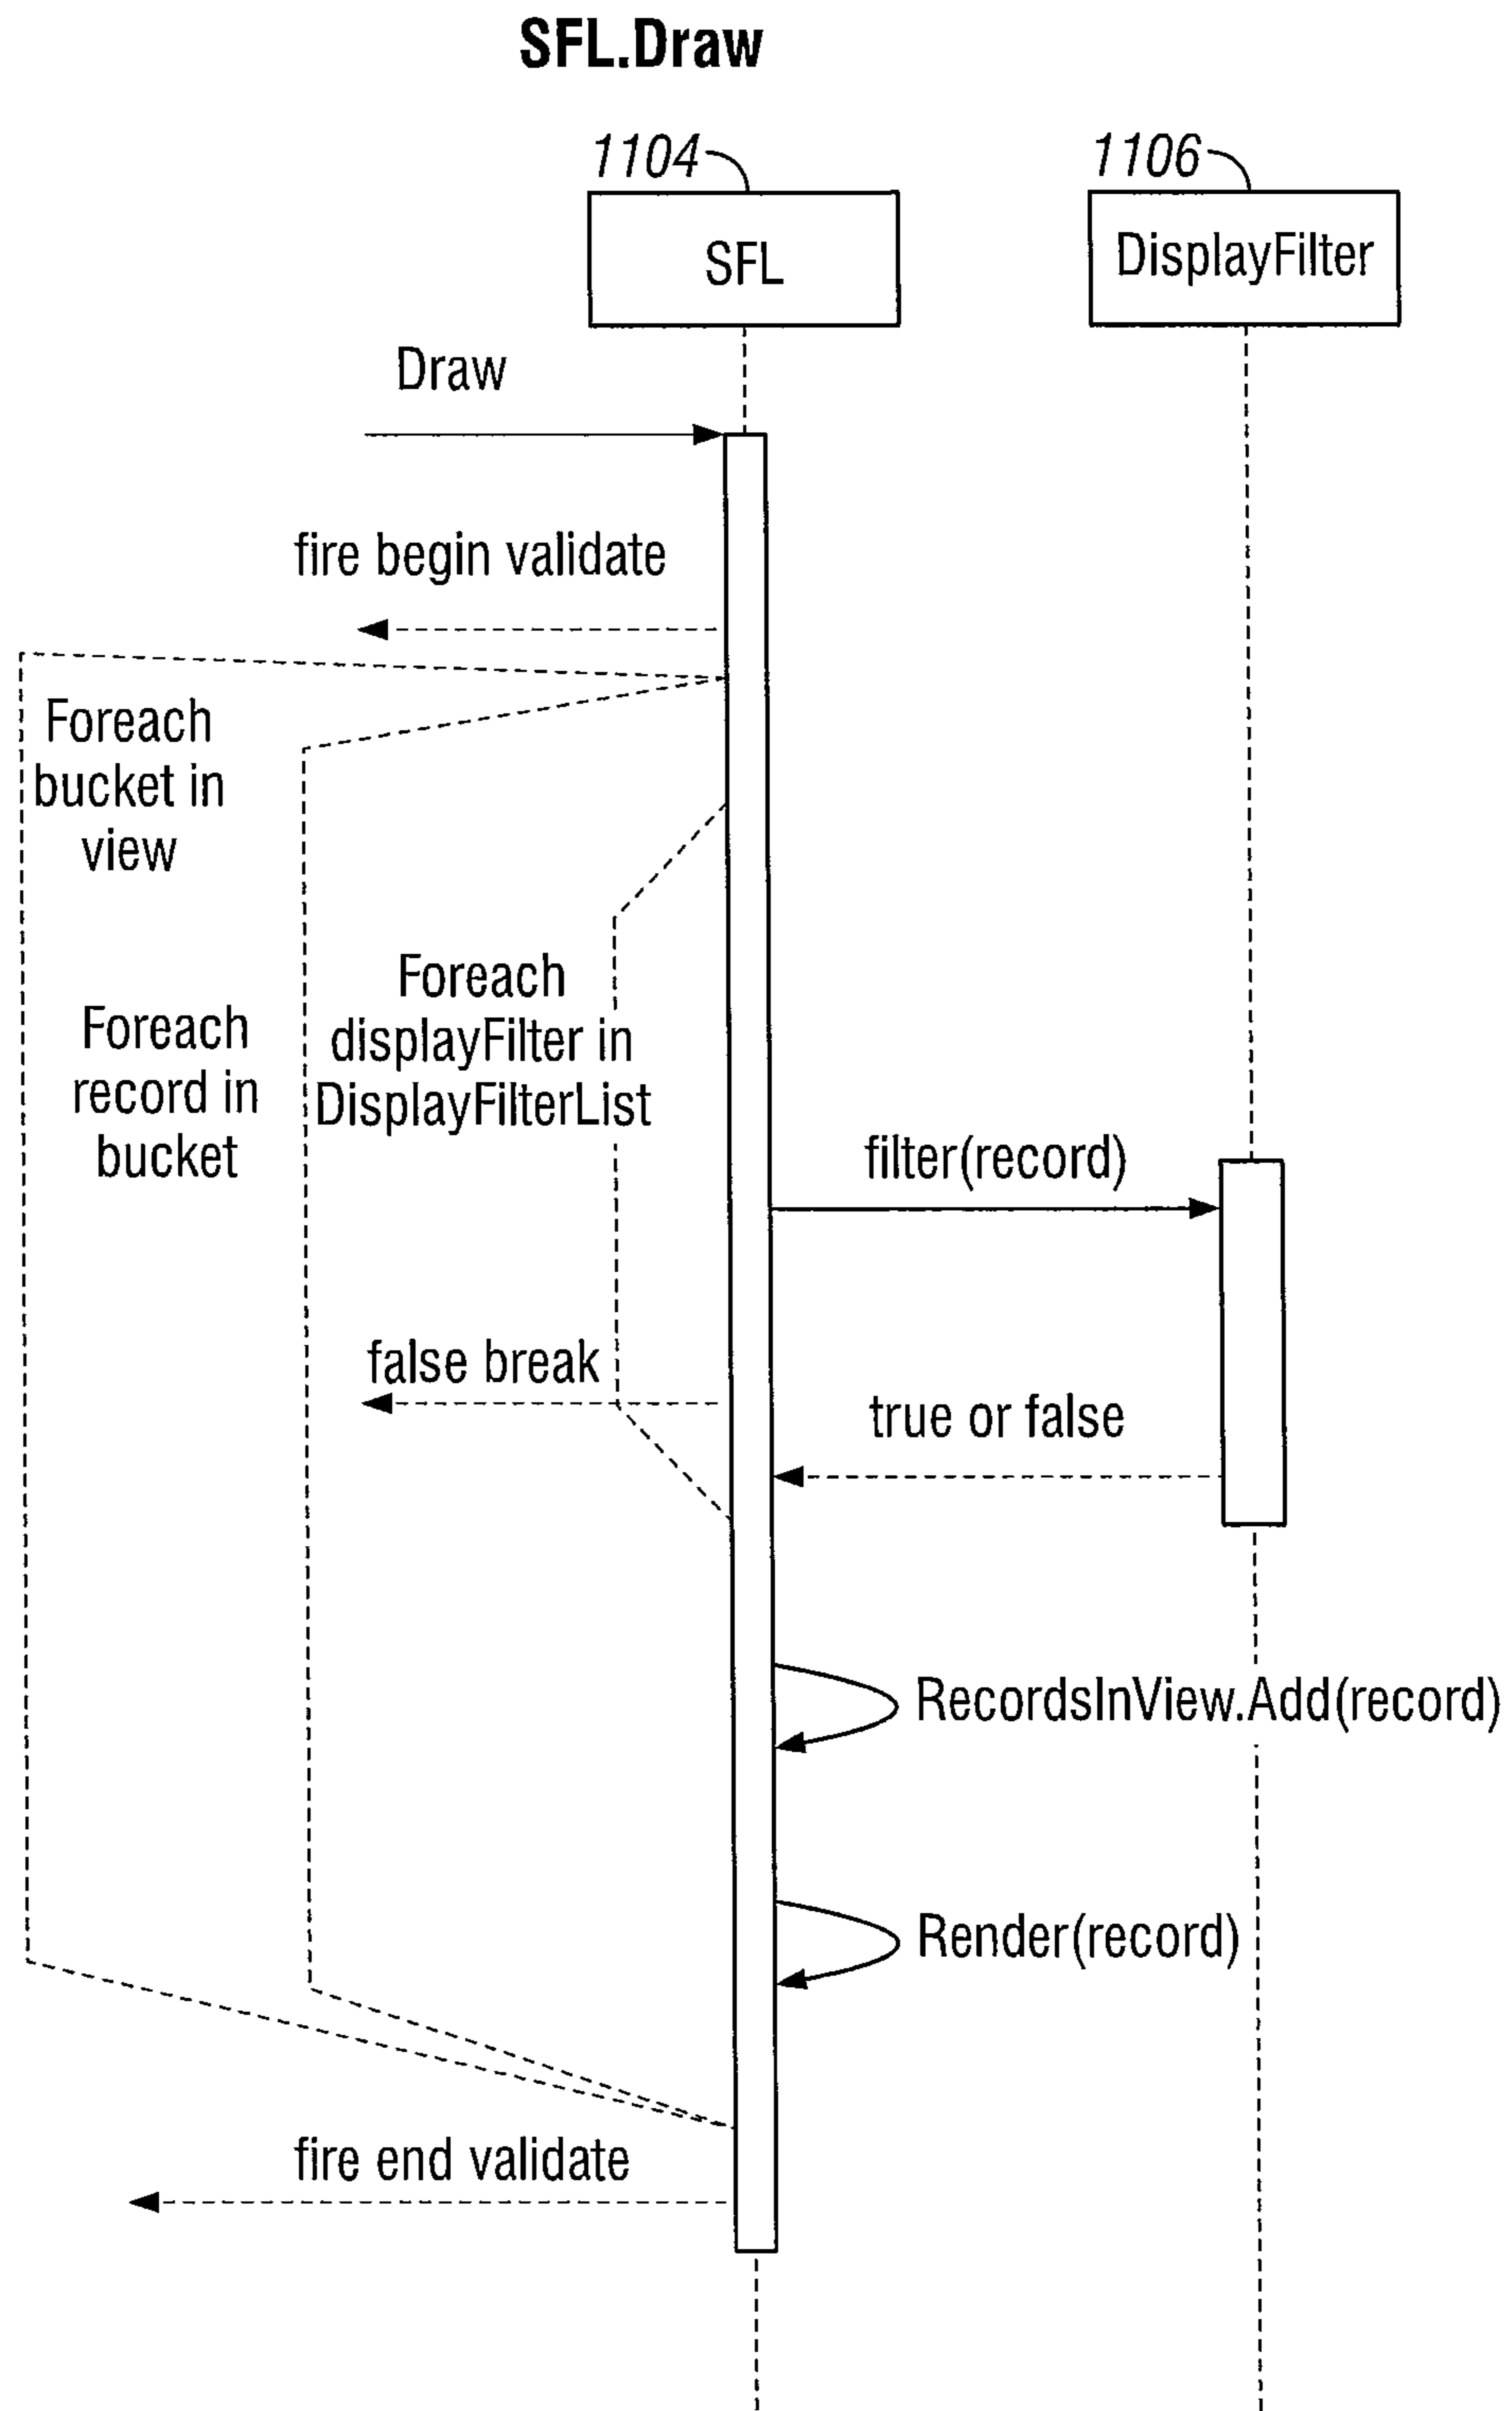 SFL.Draw
1104
1106
SFL
DisplayFilter
Draw
fire begin validate
Foreach
bucket in
view
Foreach
displayFilter in
DisplayFilterList
Foreach
record in
bucket
filter(record)
false break
true or false
RecordsInView.Add(record)
Render(record)
fire end validate